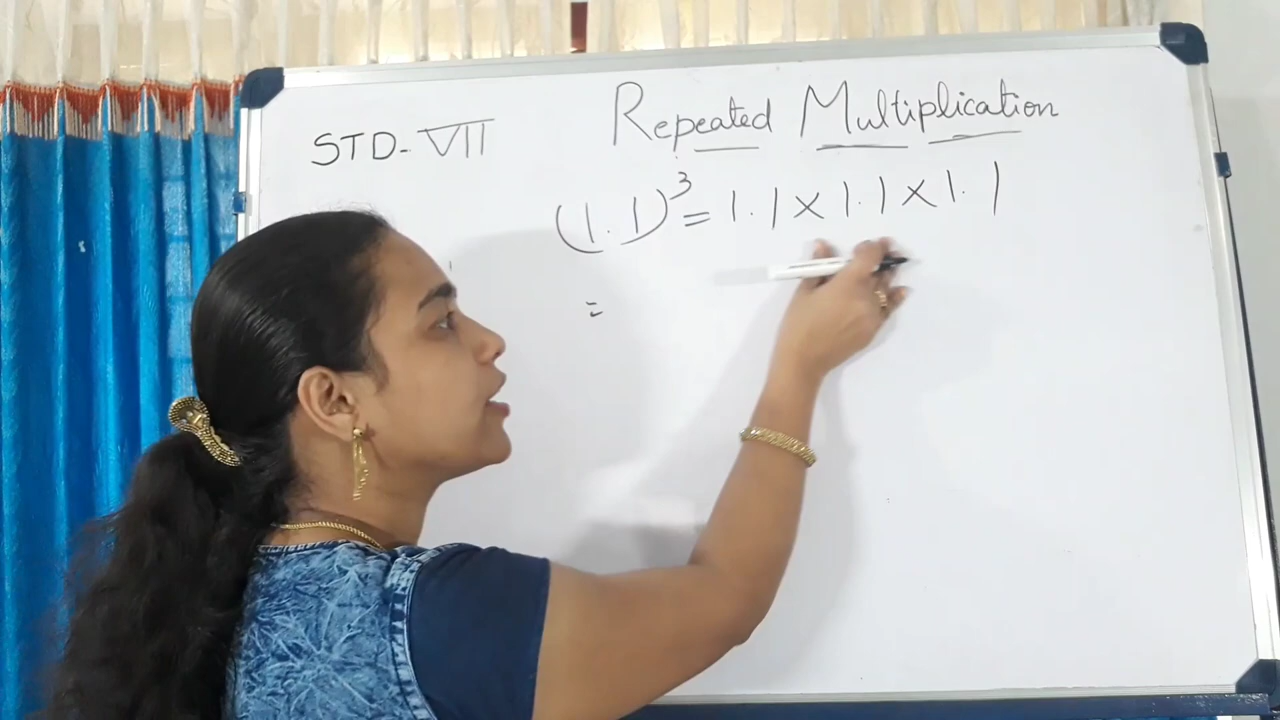 Repeated Multiplication
STD-VII
(1.1)³ = 1.1 × 1.1 × 1.1
=